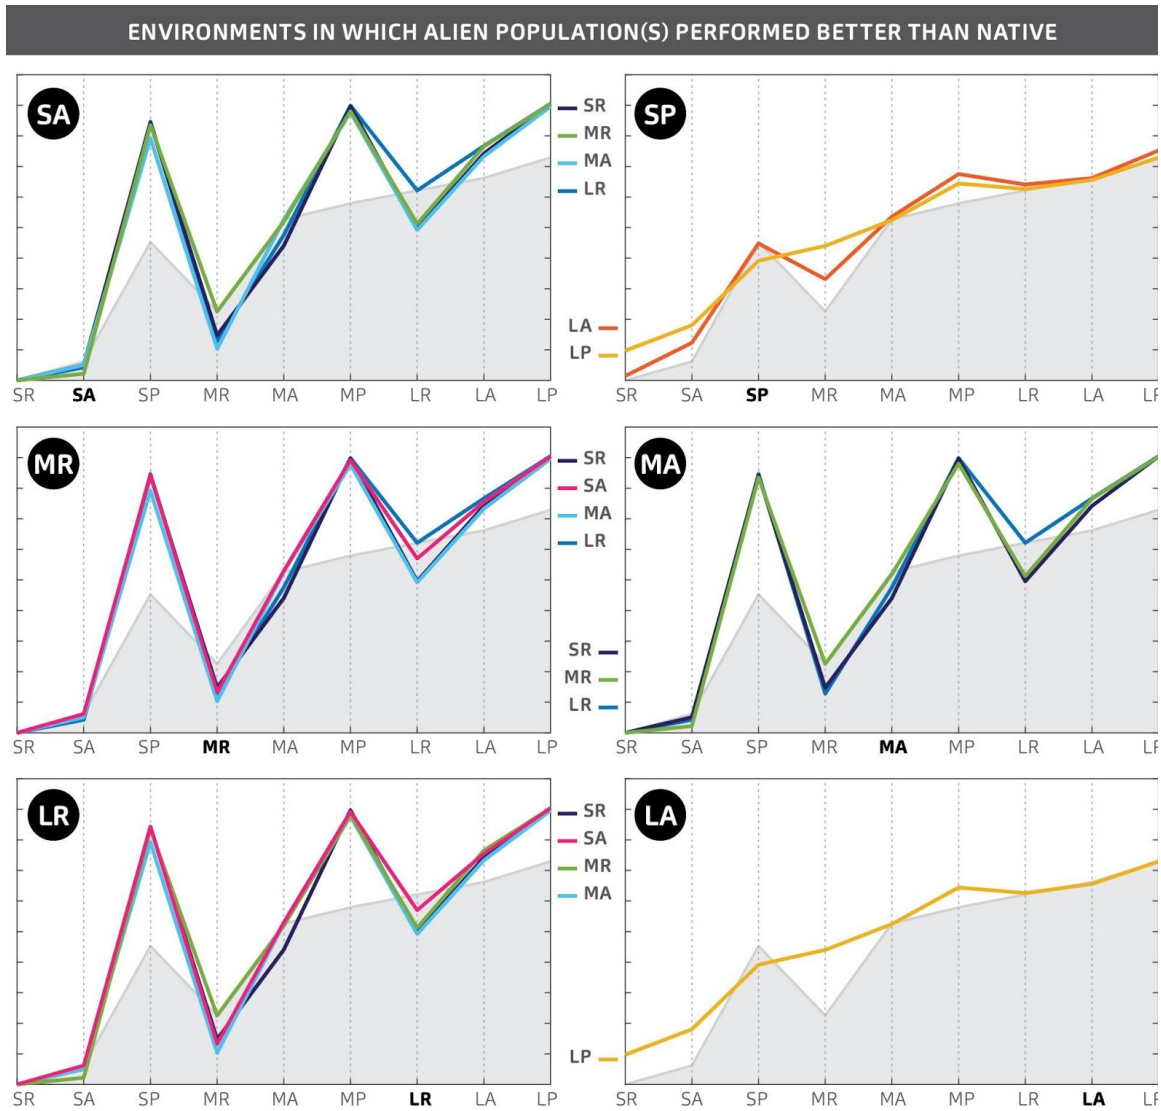 ENVIRONMENTS IN WHICH ALIEN POPULATION(S) PERFORMED BETTER THAN NATIVE
SA
SR
MR
MA
LR
SR SA SP MR MA MP LR LA LP
SP
LA
LP
SR SA SP MR MA MP LR LA LP
MR
SR
SA
MA
LR
SR SA SP MR MA MP LR LA LP
MA
SR
MR
LR
SR SA SP MR MA MP LR LA LP
LR
SR
SA
MR
MA
SR SA SP MR MA MP LR LA LP
LA
LP
SR SA SP MR MA MP LR LA LP